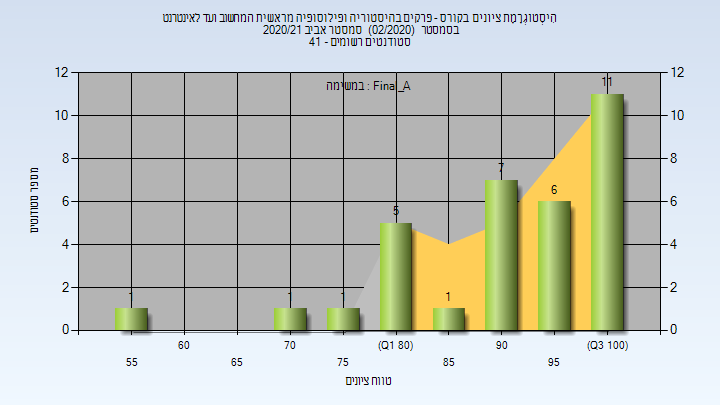 הִיסְטוֹגְרָמַת ציונים בקורס - פרקים בהיסטוריה ופילוסופיה מראשית המחשוב ועד לאינטרנט
בסמסטר (02/2020) סמסטר אביב 2020/21
סטודנטים רשומים - 41
במשימה : Final_A
מספר סטודנטים
12 12
10 10
8 8
6 6
4 4
2 2
0 0
1 1 1 5 1 7 6 11
55 60 65 70 75 (Q1 80) 85 90 95 (Q3 100)
טווח ציונים